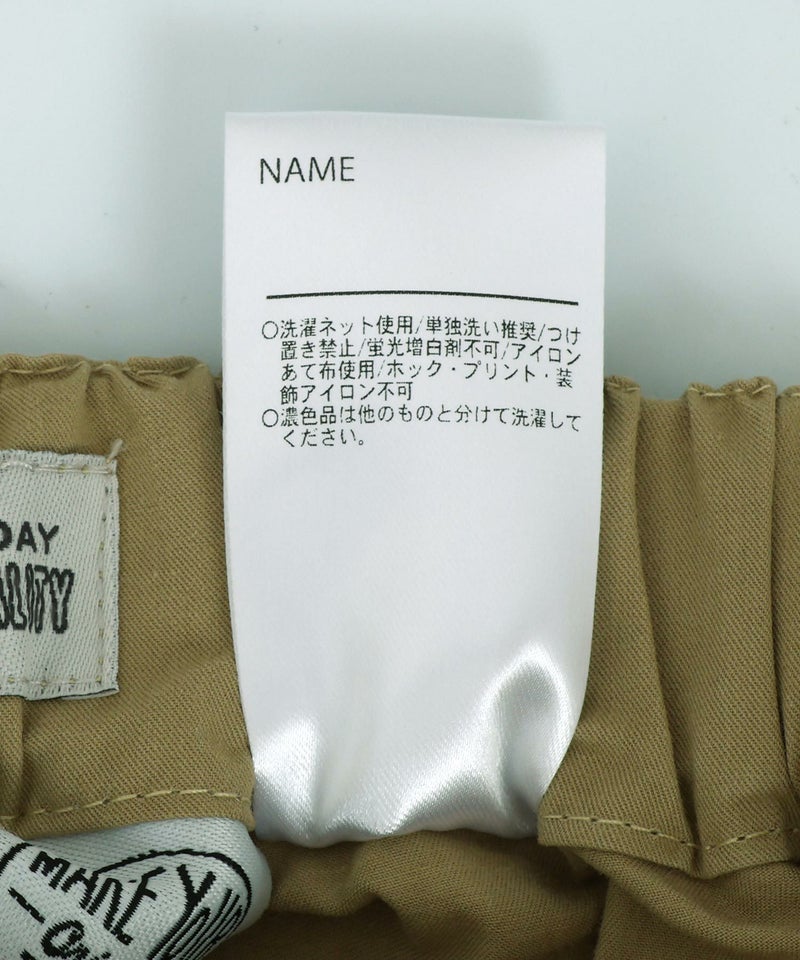 NAME
○洗濯ネット使用/単独洗い推奨/つけ
置き禁止/蛍光増白剤不可/アイロン
あて布使用/ホック・プリント・装
飾アイロン不可
○濃色品は他のものと分けて洗濯して
ください。
DAY
LITY
MAKE YOUR